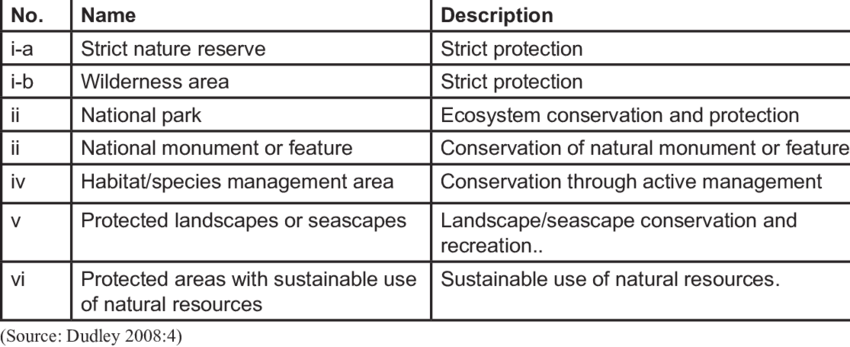 No. Name Description
i-a Strict nature reserve Strict protection
i-b Wilderness area Strict protection
ii National park Ecosystem conservation and protection
ii National monument or feature Conservation of natural monument or feature
iv Habitat/species management area Conservation through active management
v Protected landscapes or seascapes Landscape/seascape conservation and
recreation..
vi Protected areas with sustainable use Sustainable use of natural resources.
of natural resources
(Source: Dudley 2008:4)